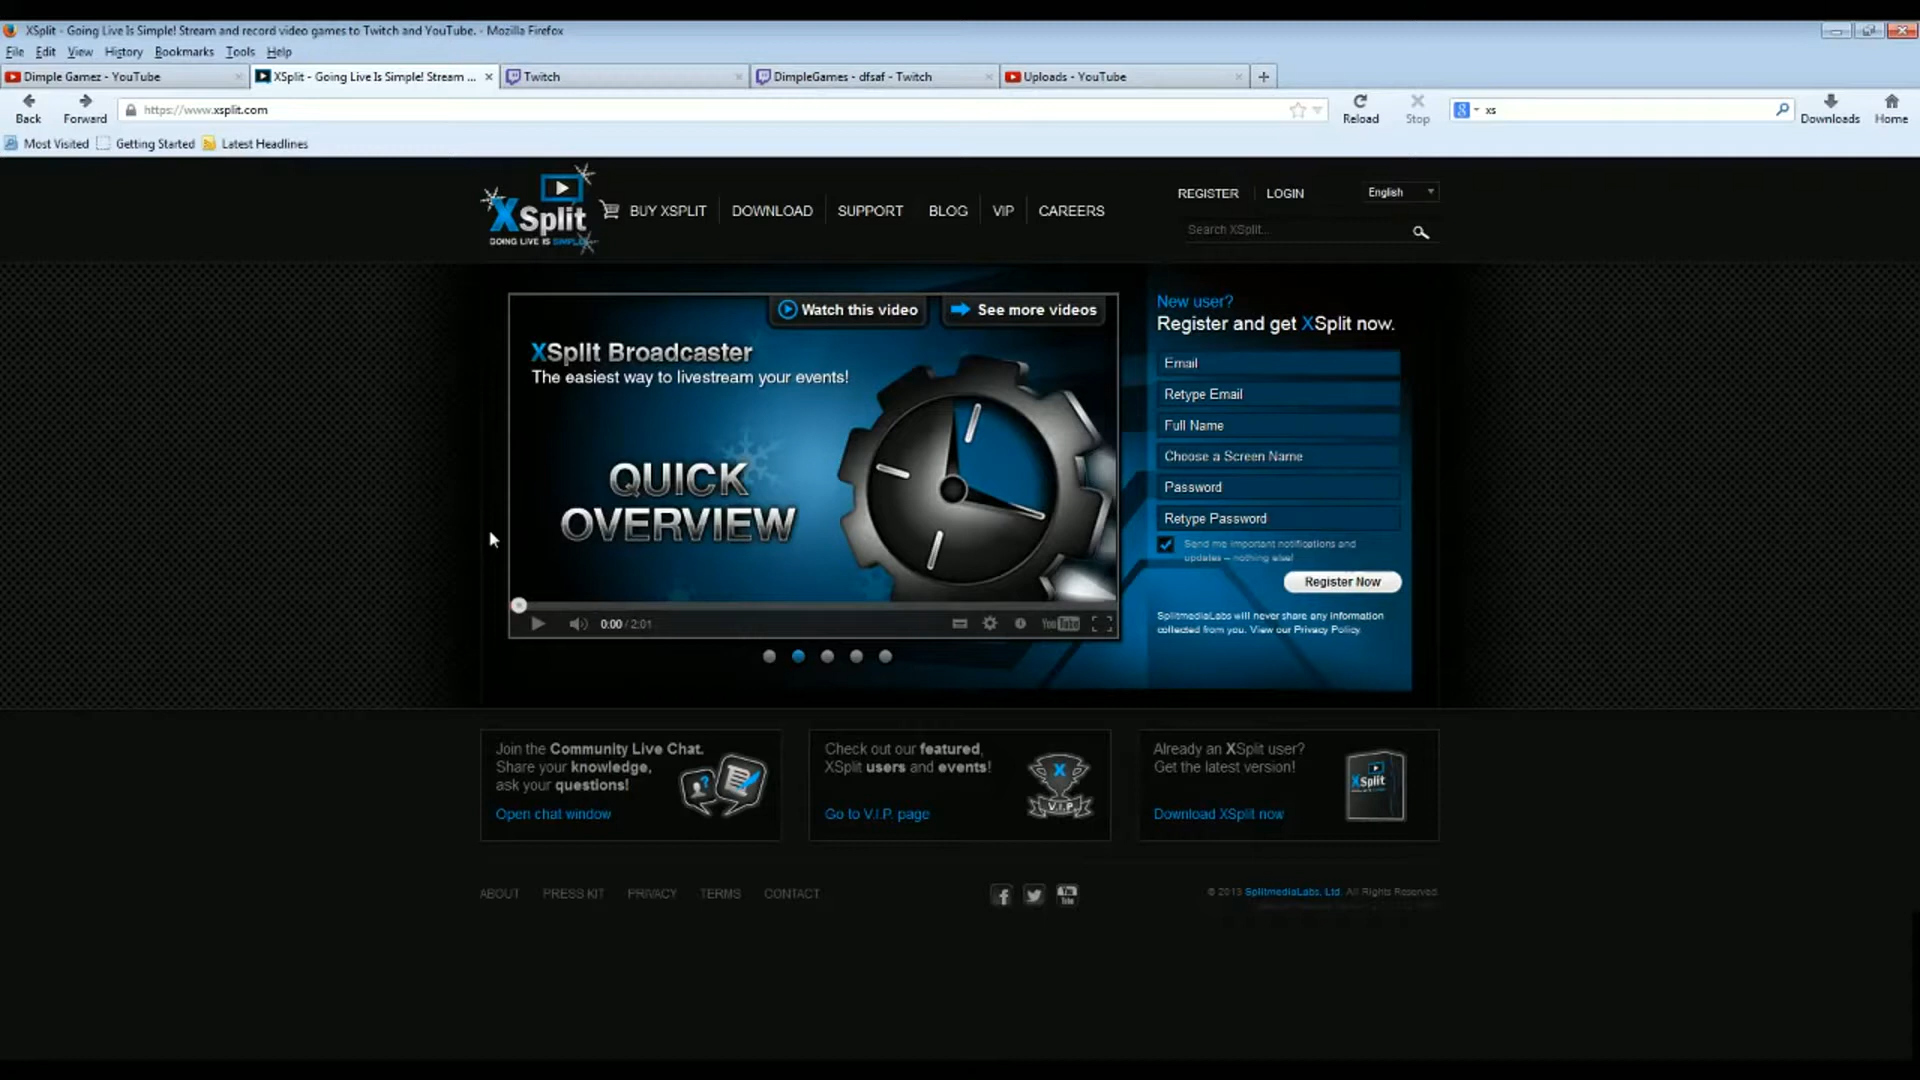 XSplit - Going Live Is Simple! Stream and record video games to Twitch and YouTube. - Mozilla Firefox
File Edit View History Bookmarks Tools Help
Dimple Gamez - YouTube
XSplit - Going Live Is Simple! Stream ...
Twitch
DimpleGames - dfsaf - Twitch
Uploads - YouTube
Back
Forward
https://www.xsplit.com
Reload
Stop
xs
Downloads
Home
Most Visited Getting Started Latest Headlines
XSplit
GOING LIVE IS SIMPLE
BUY XSPLIT DOWNLOAD SUPPORT BLOG VIP CAREERS
REGISTER LOGIN English
Search XSplit...
Watch this video See more videos
XSplit Broadcaster
The easiest way to livestream your events!
QUICK
OVERVIEW
0:00 / 2:01
YouTube
New user?
Register and get XSplit now.
Email
Retype Email
Full Name
Choose a Screen Name
Password
Retype Password
Send me important notifications and
updates – nothing else!
Register Now
SplitmediaLabs will never share any information
collected from you. View our Privacy Policy.
Join the Community Live Chat.
Share your knowledge,
ask your questions!
Open chat window
Check out our featured,
XSplit users and events!
Go to V.I.P. page
X
V.I.P.
Already an XSplit user?
Get the latest version!
Download XSplit now
XSplit
ABOUT PRESS KIT PRIVACY TERMS CONTACT
You
Tube
© 2013 SplitmediaLabs, Ltd. All Rights Reserved.